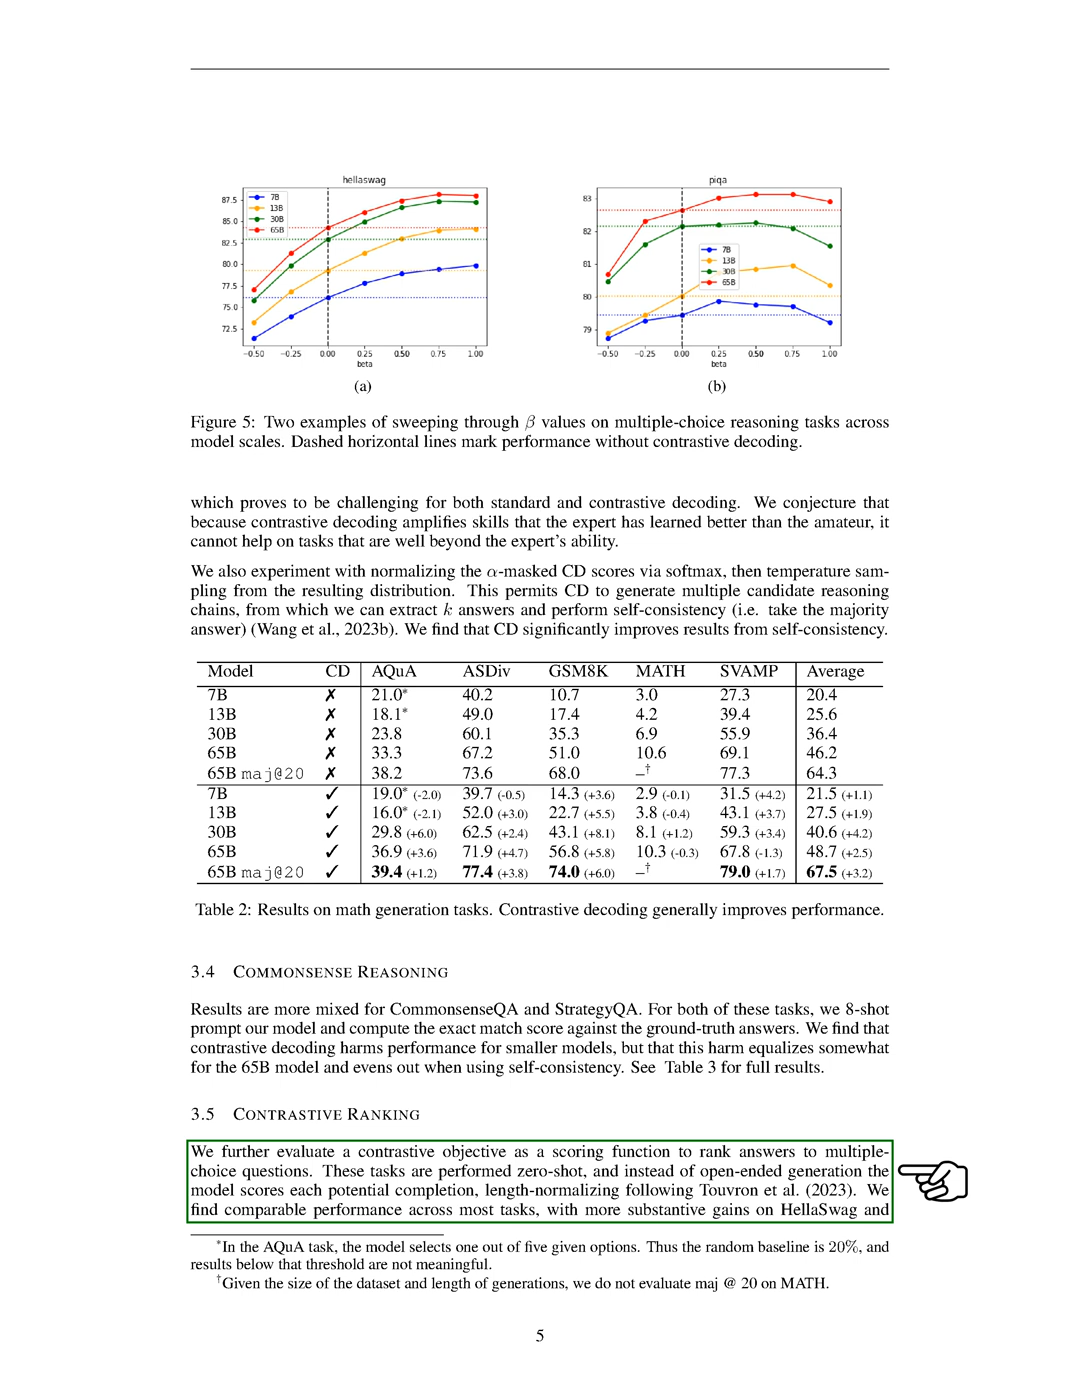 hellaswag
87.5
85.0
82.5
80.0
77.5
75.0
72.5
7B
13B
30B
65B
−0.50 −0.25 0.00 0.25 0.50 0.75 1.00
beta
(a)
piqa
83
82
81
80
79
7B
13B
30B
65B
−0.50 −0.25 0.00 0.25 0.50 0.75 1.00
beta
(b)
Figure 5: Two examples of sweeping through β values on multiple-choice reasoning tasks across
model scales. Dashed horizontal lines mark performance without contrastive decoding.
which proves to be challenging for both standard and contrastive decoding. We conjecture that
because contrastive decoding amplifies skills that the expert has learned better than the amateur, it
cannot help on tasks that are well beyond the expert's ability.
We also experiment with normalizing the α-masked CD scores via softmax, then temperature sam-
pling from the resulting distribution. This permits CD to generate multiple candidate reasoning
chains, from which we can extract k answers and perform self-consistency (i.e. take the majority
answer) (Wang et al., 2023b). We find that CD significantly improves results from self-consistency.
Model CD AQuA ASDiv GSM8K MATH SVAMP Average
7B ✗ 21.0* 40.2 10.7 3.0 27.3 20.4
13B ✗ 18.1* 49.0 17.4 4.2 39.4 25.6
30B ✗ 23.8 60.1 35.3 6.9 55.9 36.4
65B ✗ 33.3 67.2 51.0 10.6 69.1 46.2
65B maj@20 ✗ 38.2 73.6 68.0 –† 77.3 64.3
7B ✓ 19.0* (-2.0) 39.7 (-0.5) 14.3 (+3.6) 2.9 (-0.1) 31.5 (+4.2) 21.5 (+1.1)
13B ✓ 16.0* (-2.1) 52.0 (+3.0) 22.7 (+5.5) 3.8 (-0.4) 43.1 (+3.7) 27.5 (+1.9)
30B ✓ 29.8 (+6.0) 62.5 (+2.4) 43.1 (+8.1) 8.1 (+1.2) 59.3 (+3.4) 40.6 (+4.2)
65B ✓ 36.9 (+3.6) 71.9 (+4.7) 56.8 (+5.8) 10.3 (-0.3) 67.8 (-1.3) 48.7 (+2.5)
65B maj@20 ✓ 39.4 (+1.2) 77.4 (+3.8) 74.0 (+6.0) –† 79.0 (+1.7) 67.5 (+3.2)
Table 2: Results on math generation tasks. Contrastive decoding generally improves performance.
3.4 COMMONSENSE REASONING
Results are more mixed for CommonsenseQA and StrategyQA. For both of these tasks, we 8-shot
prompt our model and compute the exact match score against the ground-truth answers. We find that
contrastive decoding harms performance for smaller models, but that this harm equalizes somewhat
for the 65B model and evens out when using self-consistency. See Table 3 for full results.
3.5 CONTRASTIVE RANKING
We further evaluate a contrastive objective as a scoring function to rank answers to multiple-
choice questions. These tasks are performed zero-shot, and instead of open-ended generation the
model scores each potential completion, length-normalizing following Touvron et al. (2023). We
find comparable performance across most tasks, with more substantive gains on HellaSwag and
*In the AQuA task, the model selects one out of five given options. Thus the random baseline is 20%, and
results below that threshold are not meaningful.
†Given the size of the dataset and length of generations, we do not evaluate maj @ 20 on MATH.
5